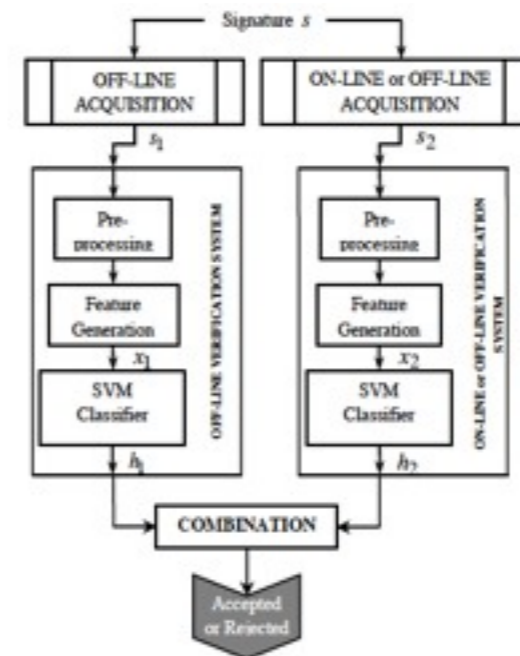 Signature s
OFF-LINE
ACQUISITION
ON-LINE or OFF-LINE
ACQUISITION
s1
s2
Pre-
processing
Feature
Generation
x1
SVM
Classifier
h1
OFF-LINE VERIFICATION SYSTEM
Pre-
processing
Feature
Generation
x2
SVM
Classifier
h2
ON-LINE or OFF-LINE VERIFICATION
SYSTEM
COMBINATION
Accepted
or Rejected